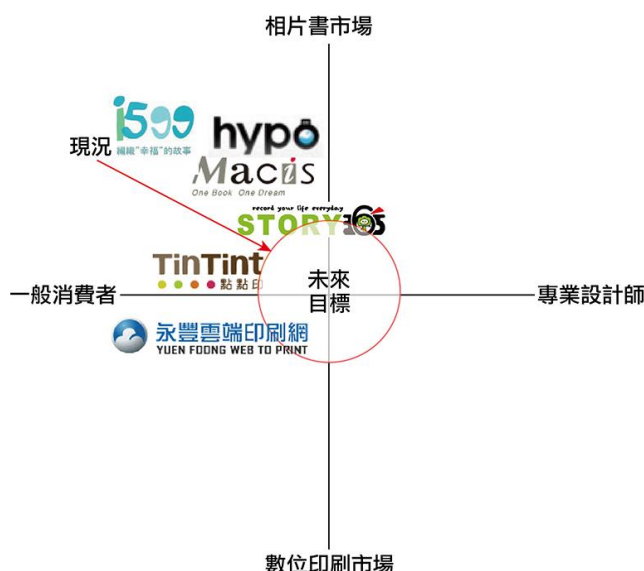 相片書市場
i599
編織"幸福"的故事
hypo
現況
Macis
One Book One Dream
record your life everyday
STORY365
TinTint
點點印
未來
目標
一般消費者
專業設計師
永豐雲端印刷網
YUEN FOONG WEB TO PRINT
數位印刷市場